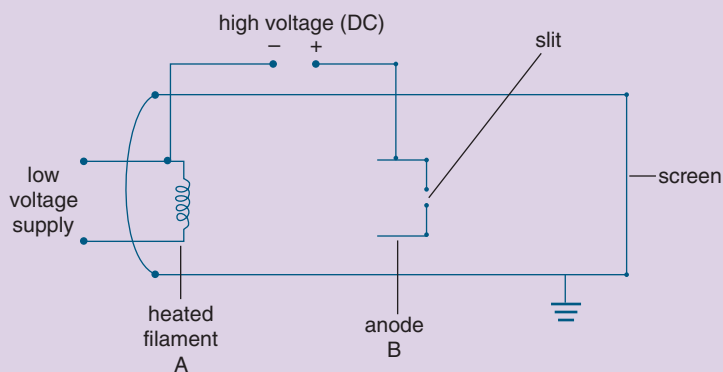 high voltage (DC)
− +
slit
low
voltage
supply
screen
heated
filament
A
anode
B